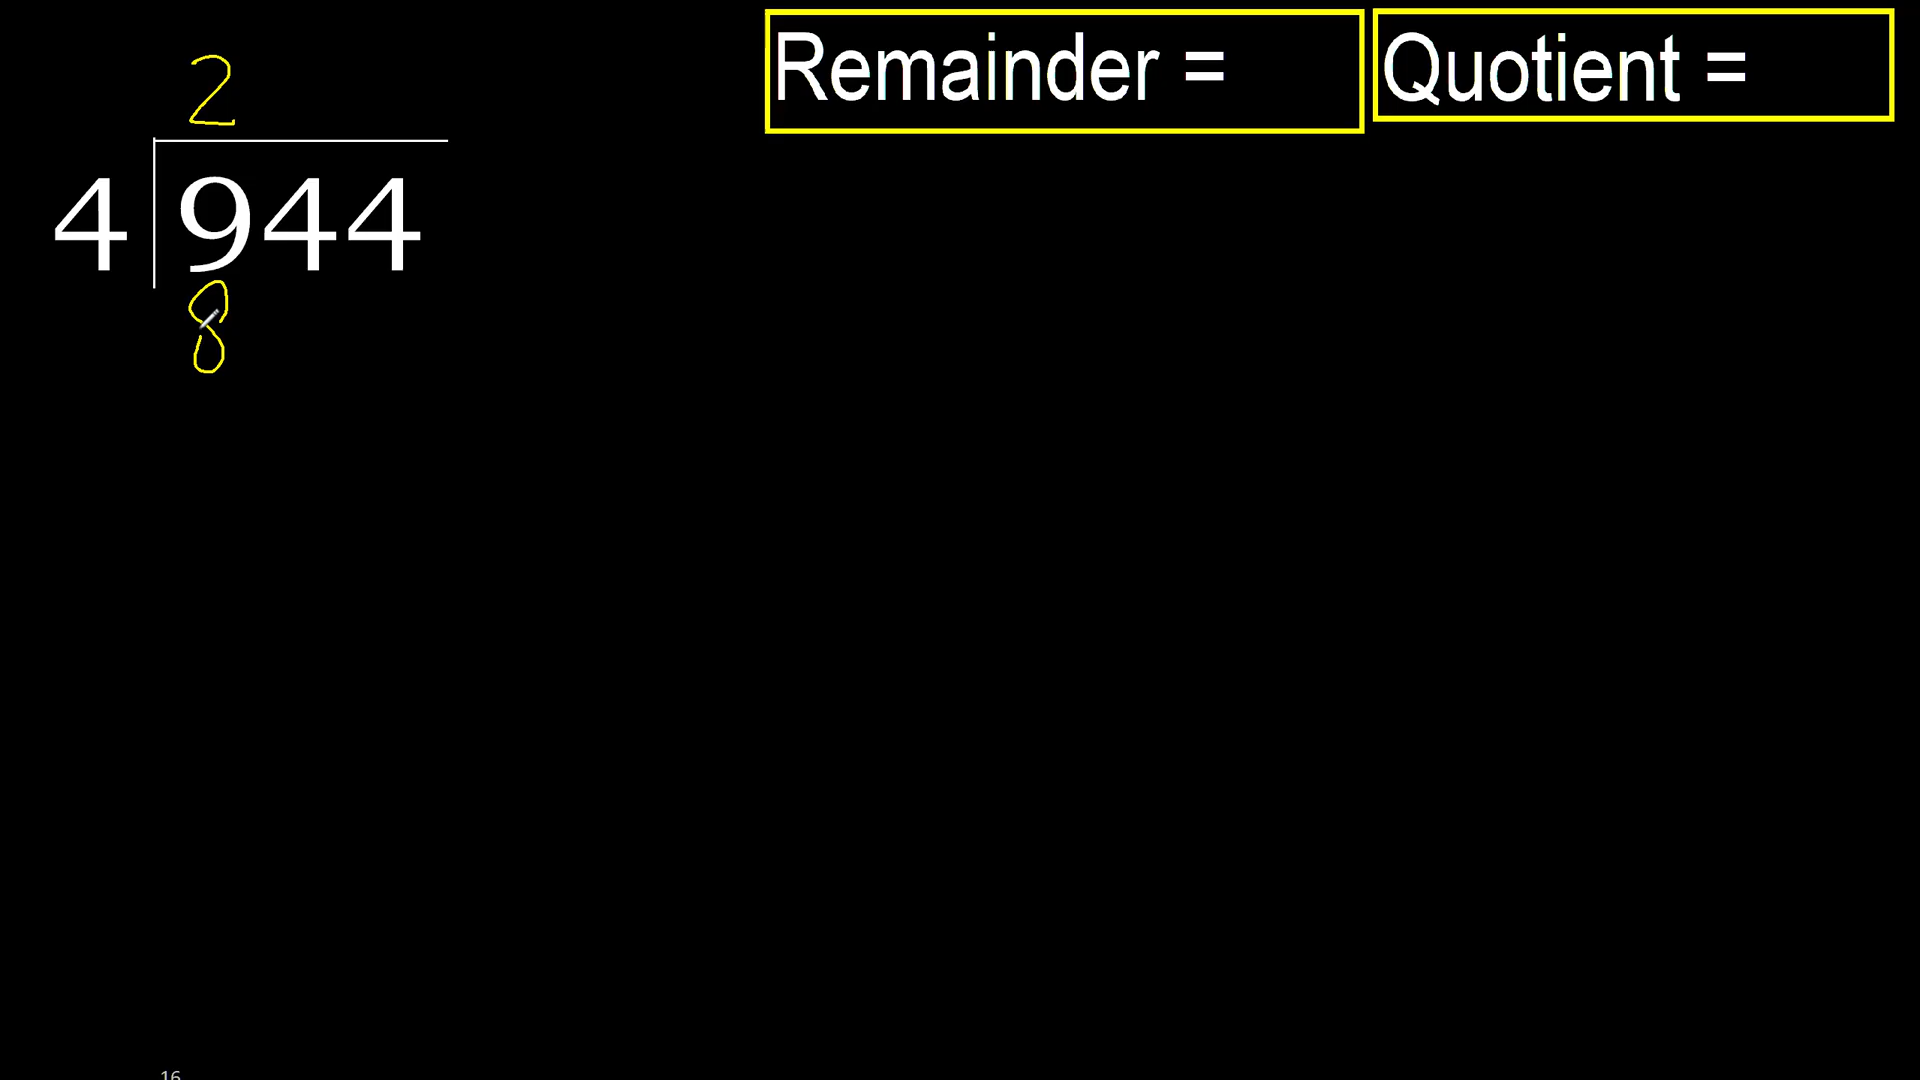 Remainder =
Quotient =
2
4 944
8
16